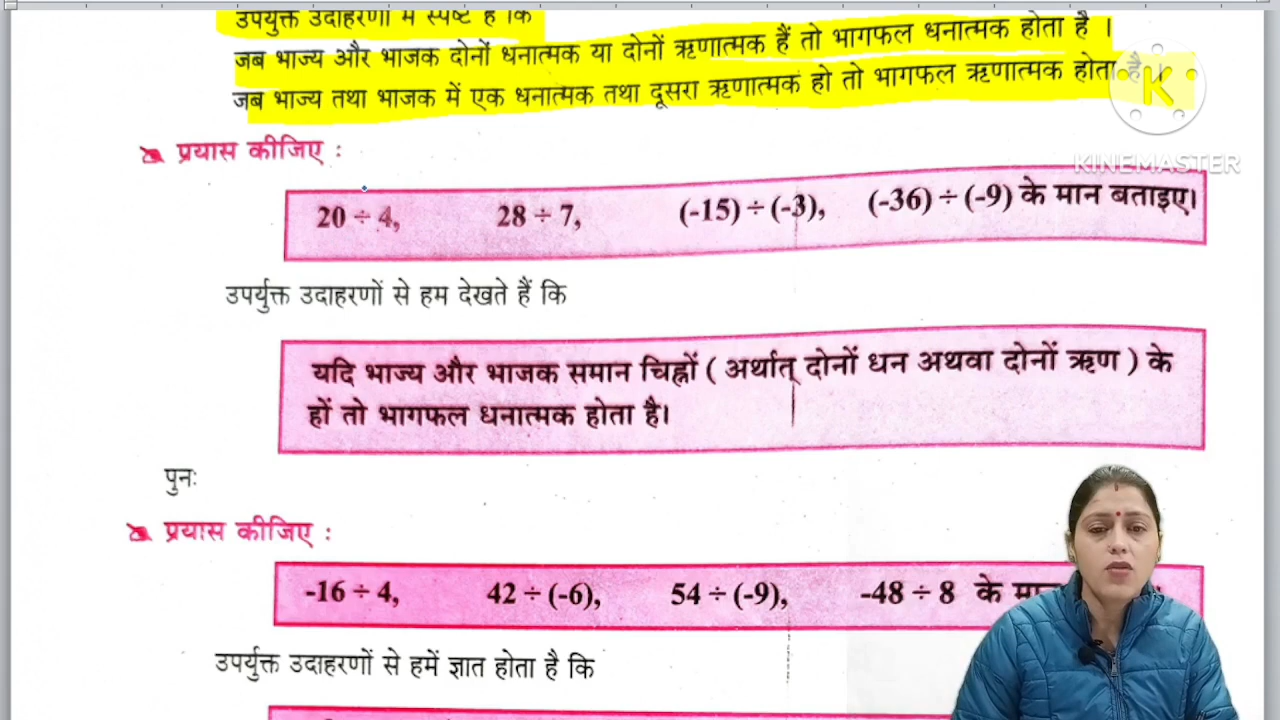 उपर्युक्त उदाहरणों में स्पष्ट है कि
जब भाज्य और भाजक दोनों धनात्मक या दोनों ऋणात्मक हैं तो भागफल धनात्मक होता है ।
जब भाज्य तथा भाजक में एक धनात्मक तथा दूसरा ऋणात्मक हो तो भागफल ऋणात्मक होता है
K
KINEMASTER
प्रयास कीजिए :
20 ÷ 4, 28 ÷ 7, (-15) ÷ (-3), (-36) ÷ (-9) के मान बताइए।
उपर्युक्त उदाहरणों से हम देखते हैं कि
यदि भाज्य और भाजक समान चिह्नों ( अर्थात् दोनों धन अथवा दोनों ऋण ) के
हों तो भागफल धनात्मक होता है।
पुनः
प्रयास कीजिए :
-16 ÷ 4, 42 ÷ (-6), 54 ÷ (-9), -48 ÷ 8 के
उपर्युक्त उदाहरणों से हमें ज्ञात होता है कि